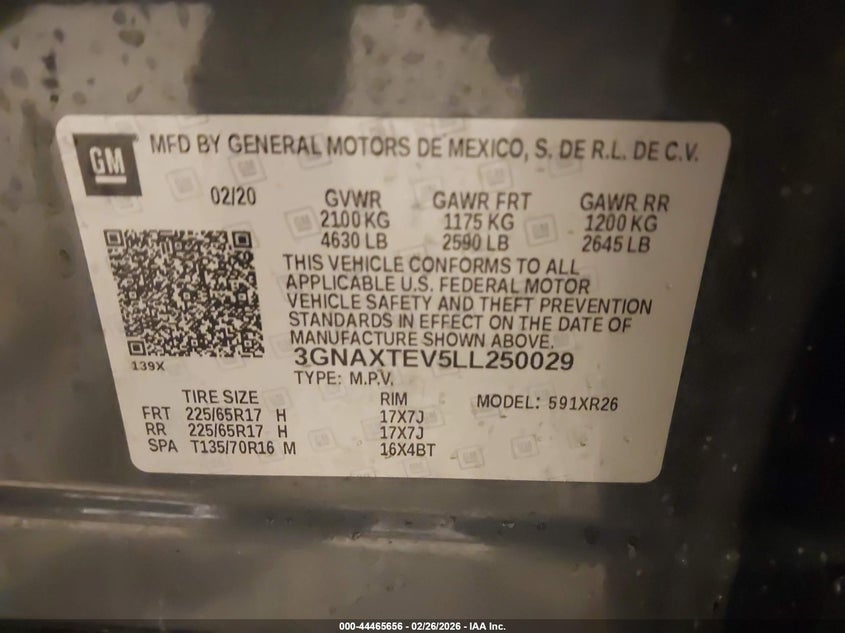 GM
MFD BY GENERAL MOTORS DE MEXICO, S. DE R.L. DE C.V.
02/20 GVWR GAWR FRT GAWR RR
2100 KG 1175 KG 1200 KG
4630 LB 2590 LB 2645 LB
THIS VEHICLE CONFORMS TO ALL
APPLICABLE U.S. FEDERAL MOTOR
VEHICLE SAFETY AND THEFT PREVENTION
STANDARDS IN EFFECT ON THE DATE OF
MANUFACTURE SHOWN ABOVE.
139X
3GNAXTEV5LL250029
TYPE: M.P.V.
TIRE SIZE RIM MODEL: 591XR26
FRT 225/65R17 H 17X7J
RR 225/65R17 H 17X7J
SPA T135/70R16 M 16X4BT
000-44465656 - 02/26/2026 - IAA Inc.